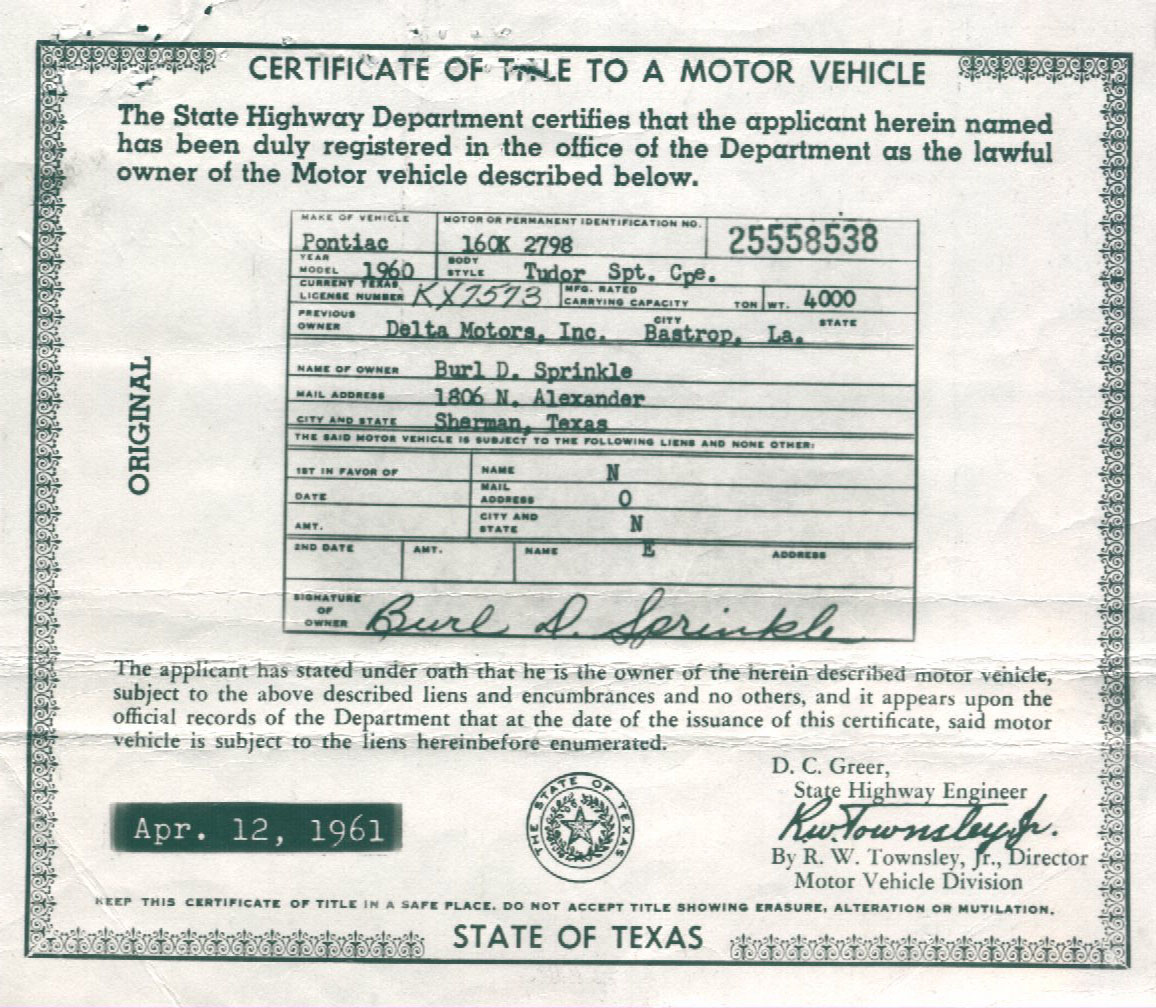 CERTIFICATE OF TITLE TO A MOTOR VEHICLE
The State Highway Department certifies that the applicant herein named
has been duly registered in the office of the Department as the lawful
owner of the Motor vehicle described below.
MAKE OF VEHICLE MOTOR OR PERMANENT IDENTIFICATION NO. 25558538
Pontiac 160K 2798
YEAR MODEL 1960 BODY STYLE Tudor Spt. Cpe.
CURRENT TEXAS LICENSE NUMBER KX7573 MFG. RATED CARRYING CAPACITY TON WT. 4000
PREVIOUS OWNER Delta Motors, Inc. CITY Bastrop, La. STATE
NAME OF OWNER Burl D. Sprinkle
MAIL ADDRESS 1806 N. Alexander
CITY AND STATE Sherman, Texas
THE SAID MOTOR VEHICLE IS SUBJECT TO THE FOLLOWING LIENS AND NONE OTHER:
1ST IN FAVOR OF NAME N
DATE MAIL ADDRESS O
AMT. CITY AND STATE N
2ND DATE AMT. NAME E ADDRESS
SIGNATURE OF OWNER Burl D. Sprinkle
ORIGINAL
The applicant has stated under oath that he is the owner of the herein described motor vehicle,
subject to the above described liens and encumbrances and no others, and it appears upon the
official records of the Department that at the date of the issuance of this certificate, said motor
vehicle is subject to the liens hereinbefore enumerated.
D. C. Greer,
State Highway Engineer
R.W. Townsley, Jr.
By R. W. Townsley, Jr., Director
Motor Vehicle Division
Apr. 12, 1961
THE STATE OF TEXAS
KEEP THIS CERTIFICATE OF TITLE IN A SAFE PLACE. DO NOT ACCEPT TITLE SHOWING ERASURE, ALTERATION OR MUTILATION.
STATE OF TEXAS